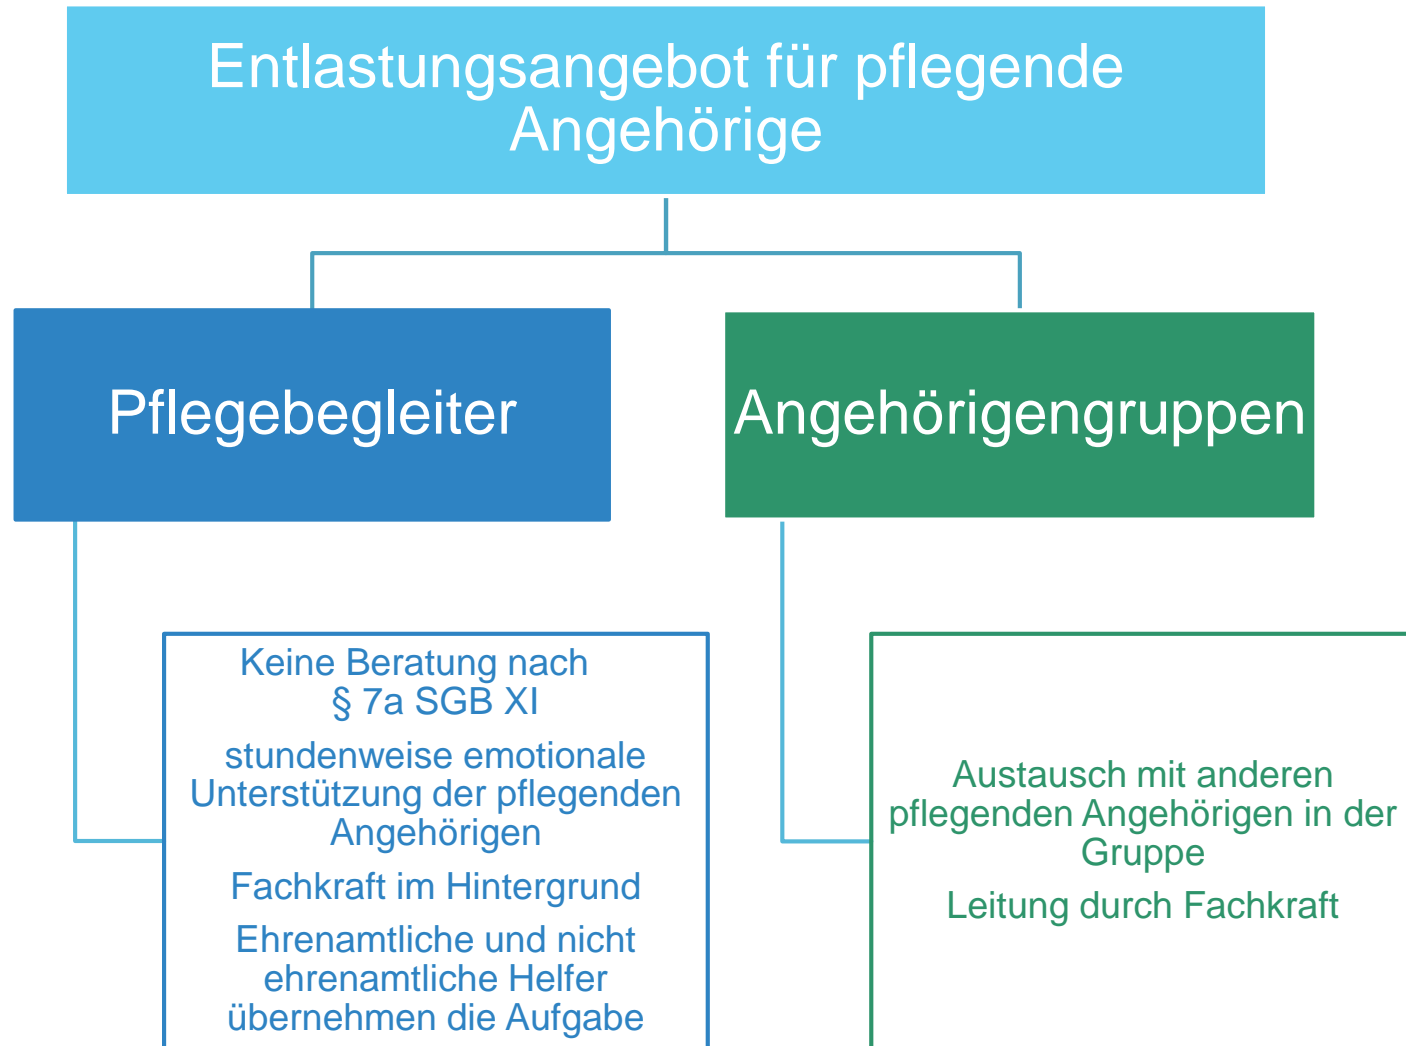 Entlastungsangebot für pflegende
Angehörige
Pflegebegleiter
Angehörigengruppen
Keine Beratung nach
§ 7a SGB XI
stundenweise emotionale
Unterstützung der pflegenden
Angehörigen
Fachkraft im Hintergrund
Ehrenamtliche und nicht
ehrenamtliche Helfer
übernehmen die Aufgabe
Austausch mit anderen
pflegenden Angehörigen in der
Gruppe
Leitung durch Fachkraft